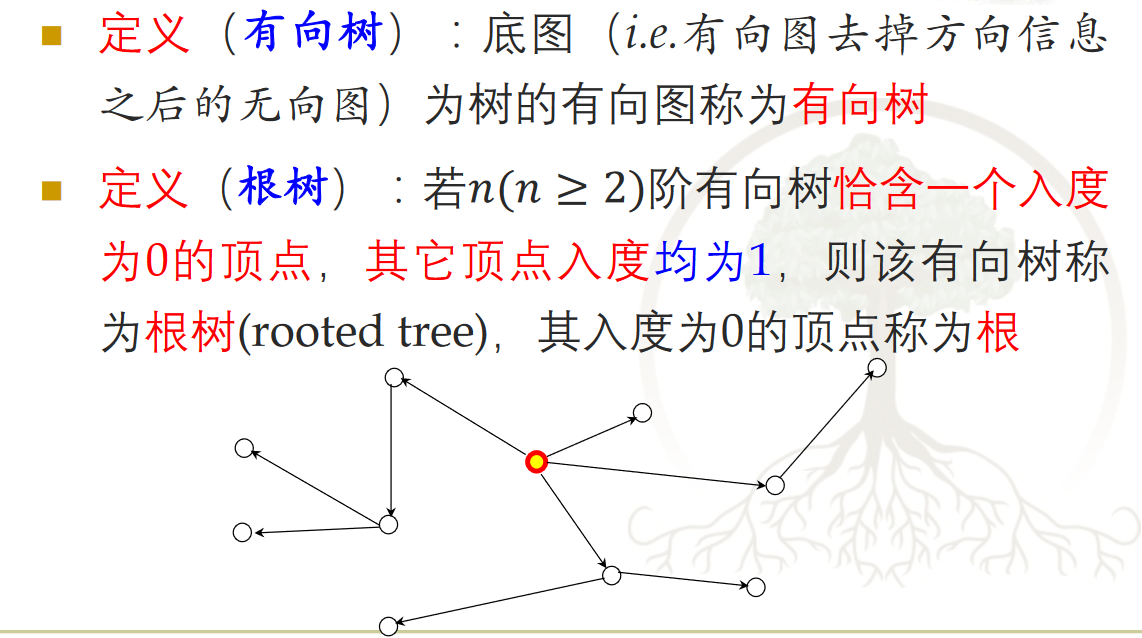 定义（有向树）：底图（i.e.有向图去掉方向信息
之后的无向图）为树的有向图称为有向树
定义（根树）：若n(n ≥ 2)阶有向树恰含一个入度
为0的顶点，其它顶点入度均为1，则该有向树称
为根树(rooted tree)，其入度为0的顶点称为根